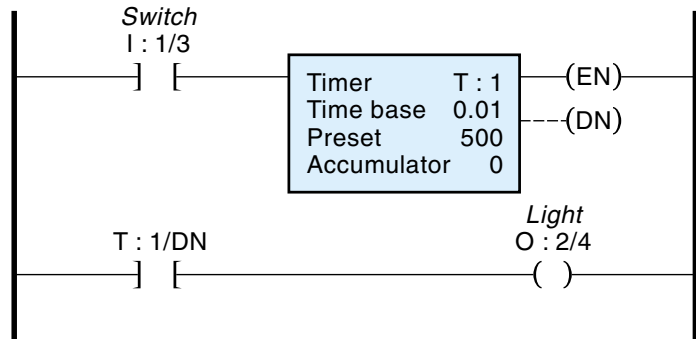 Switch
I : 1/3
Timer T : 1
Time base 0.01
Preset 500
Accumulator 0
(EN)
(DN)
Light
T : 1/DN O : 2/4